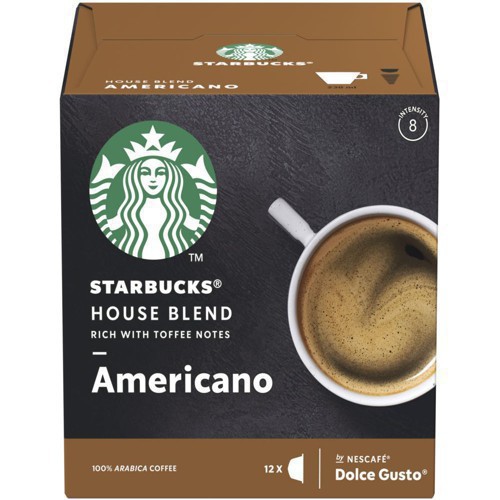 STARBUCKS®
HOUSE BLEND
AMERICANO
INTENSITY
8
TM
STARBUCKS®
HOUSE BLEND
RICH WITH TOFFEE NOTES
Americano
100% ARABICA COFFEE
12 X
by NESCAFÉ®
Dolce Gusto®